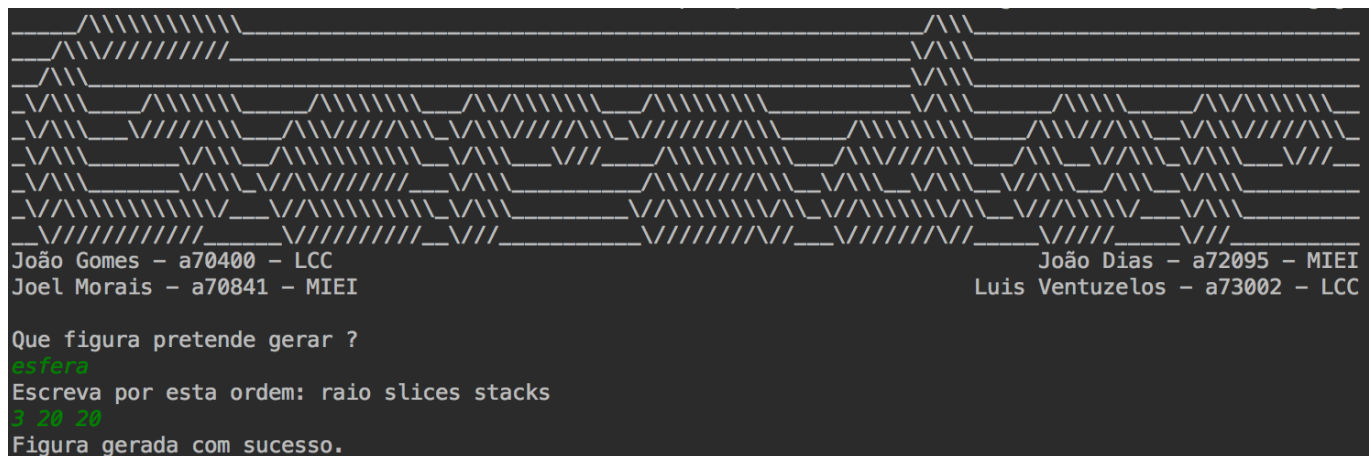 Gerador
João Gomes – a70400 – LCC João Dias – a72095 – MIEI
Joel Morais – a70841 – MIEI Luis Ventuzelos – a73002 – LCC
Que figura pretende gerar ?
esfera
Escreva por esta ordem: raio slices stacks
3 20 20
Figura gerada com sucesso.